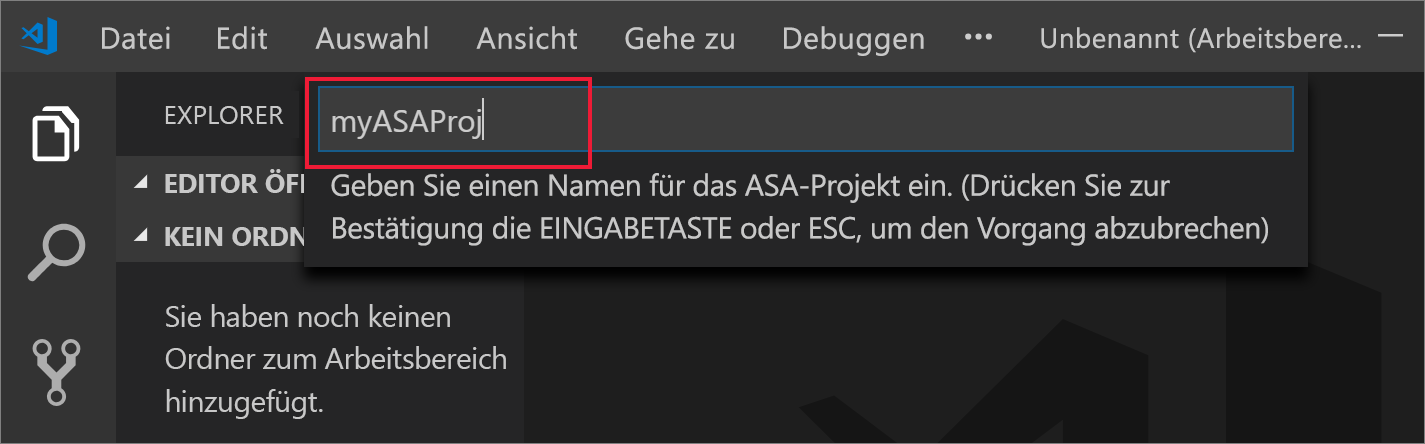 Datei Edit Auswahl Ansicht Gehe zu Debuggen ••• Unbenannt (Arbeitsbere...
EXPLORER
myASAProj
EDITOR ÖF
Geben Sie einen Namen für das ASA-Projekt ein. (Drücken Sie zur
Bestätigung die EINGABETASTE oder ESC, um den Vorgang abzubrechen)
KEIN ORDN
Sie haben noch keinen
Ordner zum Arbeitsbereich
hinzugefügt.